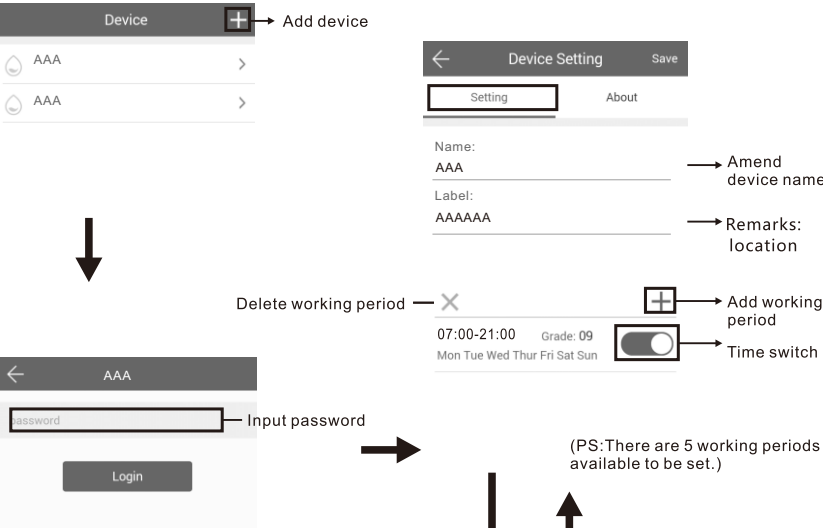 Device
Add device
AAA
AAA
Device Setting
Save
Setting
About
Name:
AAA
Amend
device name
Label:
AAAAAA
Remarks:
location
Delete working period
Add working
period
07:00-21:00
Grade: 09
Mon Tue Wed Thur Fri Sat Sun
Time switch
AAA
password
Input password
Login
(PS:There are 5 working periods
available to be set.)